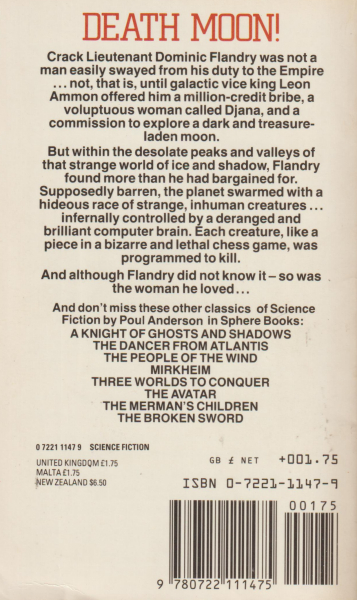 DEATH MOON!
Crack Lieutenant Dominic Flandry was not a
man easily swayed from his duty to the Empire
... not, that is, until galactic vice king Leon
Ammon offered him a million-credit bribe, a
voluptuous woman called Djana, and a
commission to explore a dark and treasure-
laden moon.
But within the desolate peaks and valleys of
that strange world of ice and shadow, Flandry
found more than he had bargained for.
Supposedly barren, the planet swarmed with a
hideous race of strange, inhuman creatures ...
infernally controlled by a deranged and
brilliant computer brain. Each creature, like a
piece in a bizarre and lethal chess game, was
programmed to kill.
And although Flandry did not know it – so was
the woman he loved ...
And don't miss these other classics of Science
Fiction by Poul Anderson in Sphere Books:
A KNIGHT OF GHOSTS AND SHADOWS
THE DANCER FROM ATLANTIS
THE PEOPLE OF THE WIND
MIRKHEIM
THREE WORLDS TO CONQUER
THE AVATAR
THE MERMAN'S CHILDREN
THE BROKEN SWORD
0 7221 1147 9 SCIENCE FICTION
UNITED KINGDOM £1.75
MALTA £1.75
NEW ZEALAND $6.50
GB £ NET +001.75
ISBN 0-7221-1147-9
00175
9 780722 111475